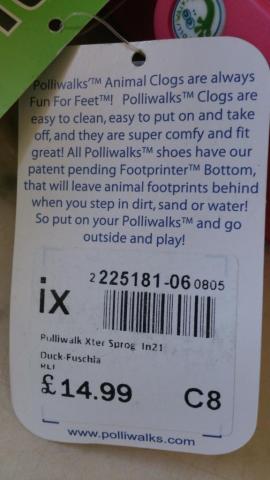 Polliwalks™ Animal Clogs are always
Fun For Feet™! Polliwalks™ Clogs are
easy to clean, easy to put on and take
off, and they are super comfy and fit
great! All Polliwalks™ shoes have our
patent pending Footprinter™ Bottom,
that will leave animal footprints behind
when you step in dirt, sand or water!
So put on your Polliwalks™ and go
outside and play!
2 225181-06 0805
ix
Polliwalk Xter Sprog In21
Duck-Fuschia
£14.99 C8
www.polliwalks.com